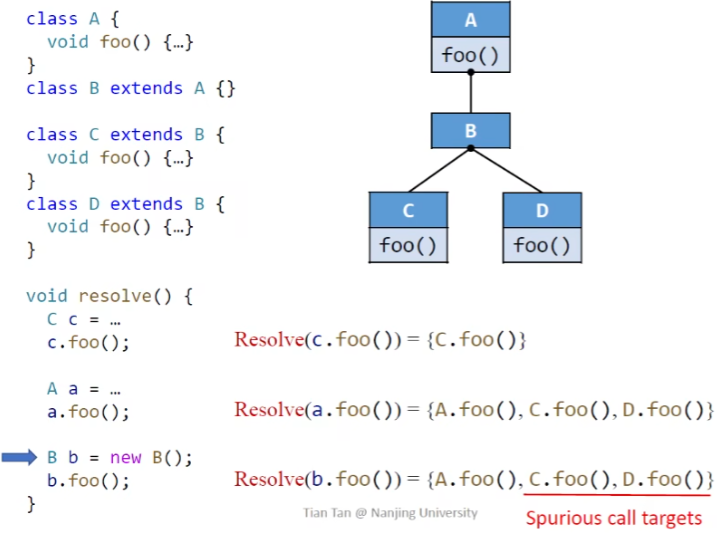 class A {
  void foo() {…}
}
class B extends A {}
class C extends B {
  void foo() {…}
}
class D extends B {
  void foo() {…}
}
A
foo()
B
C
D
foo()
foo()
void resolve() {
  C c = …
  c.foo();
Resolve(c.foo()) = {C.foo()}
  A a = …
  a.foo();
Resolve(a.foo()) = {A.foo(), C.foo(), D.foo()}
  B b = new B();
  b.foo();
Resolve(b.foo()) = {A.foo(), C.foo(), D.foo()}
}
Tian Tan @ Nanjing University
Spurious call targets